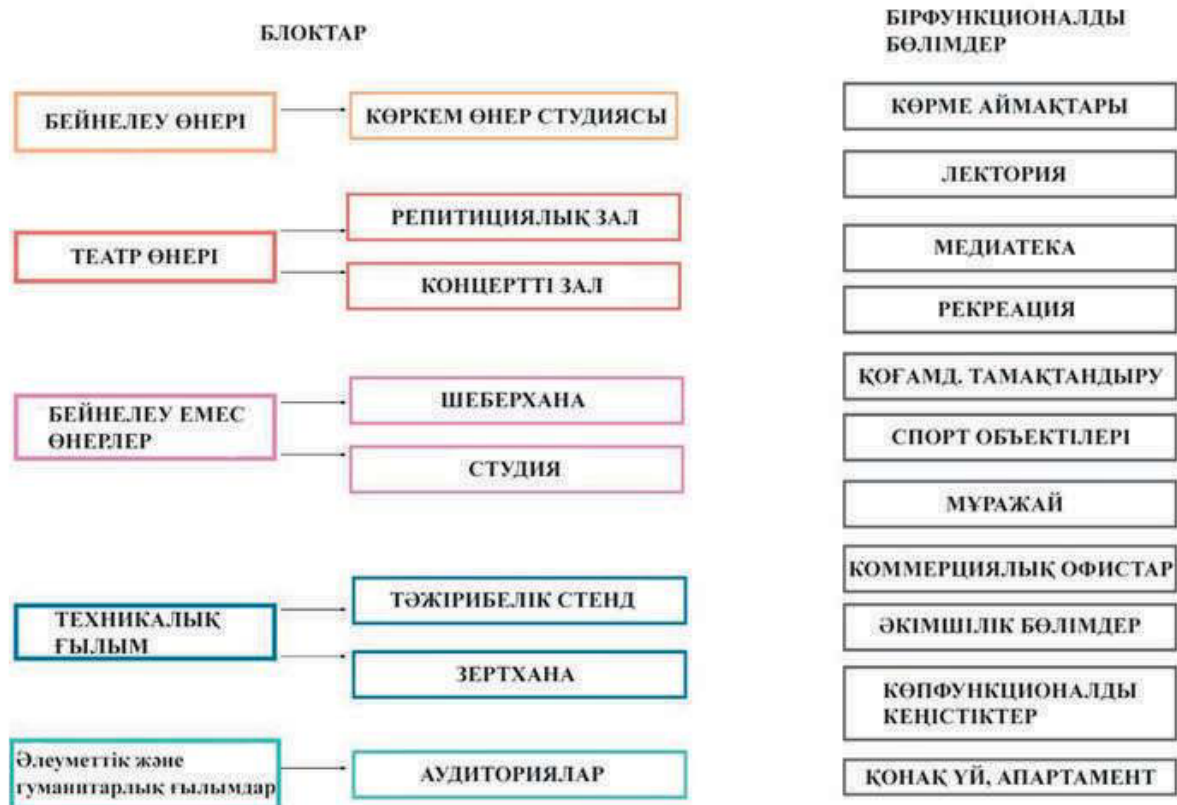 БЛОКТАР
БЕЙНЕЛЕУ ӨНЕРІ
КӨРКЕМ ӨНЕР СТУДИЯСЫ
ТЕАТР ӨНЕРІ
РЕПИТИЦИЯЛЫҚ ЗАЛ
КОНЦЕРТТІ ЗАЛ
БЕЙНЕЛЕУ ЕМЕС
ӨНЕРЛЕР
ШЕБЕРХАНА
СТУДИЯ
ТЕХНИКАЛЫҚ
ҒЫЛЫМ
ТӘЖІРИБЕЛІК СТЕНД
ЗЕРТХАНА
Әлеуметтік және
гуманитарлық ғылымдар
АУДИТОРИЯЛАР
БІРФУНКЦИОНАЛДЫ
БӨЛІМДЕР
КӨРМЕ АЙМАҚТАРЫ
ЛЕКТОРИЯ
МЕДИАТЕКА
РЕКРЕАЦИЯ
ҚОҒАМД. ТАМАҚТАНДЫРУ
СПОРТ ОБЪЕКТІЛЕРІ
МҰРАЖАЙ
КОММЕРЦИЯЛЫҚ ОФИСТАР
ӘКІМШІЛІК БӨЛІМДЕР
КӨПФУНКЦИОНАЛДЫ
КЕҢІСТІКТЕР
ҚОНАҚ ҮЙ, АПАРТАМЕНТ